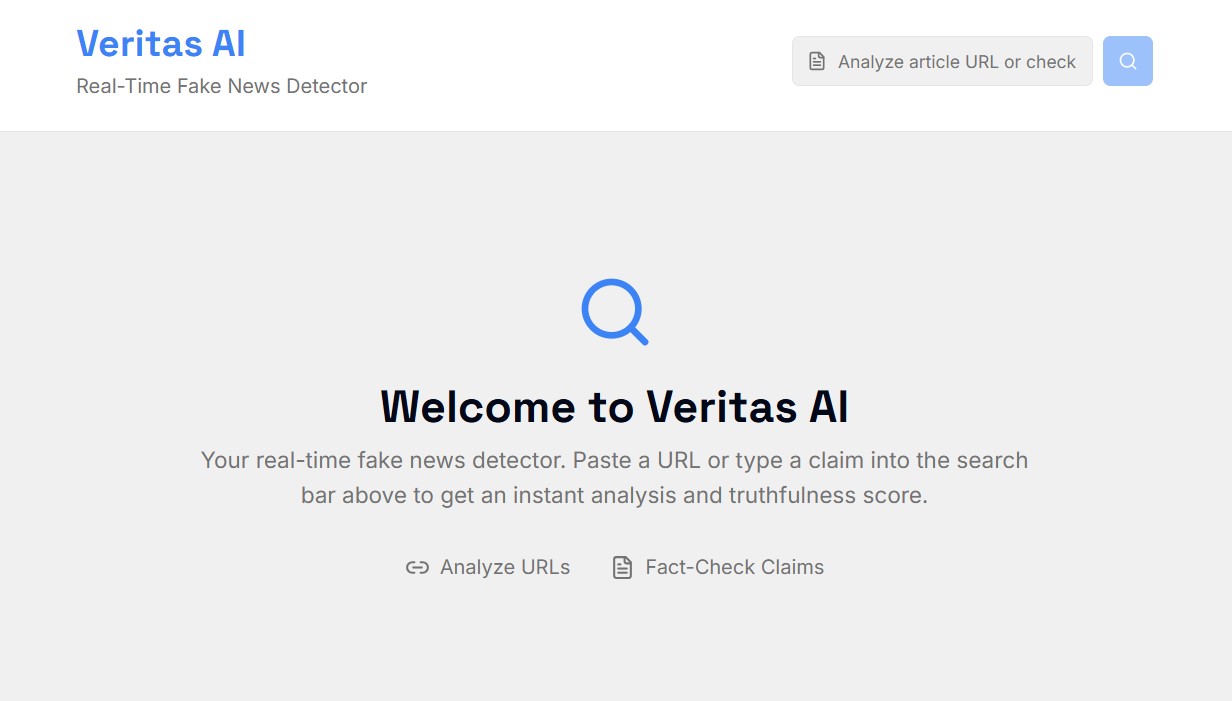 Veritas AI
Real-Time Fake News Detector
Analyze article URL or check
Welcome to Veritas AI
Your real-time fake news detector. Paste a URL or type a claim into the search
bar above to get an instant analysis and truthfulness score.
Analyze URLs
Fact-Check Claims